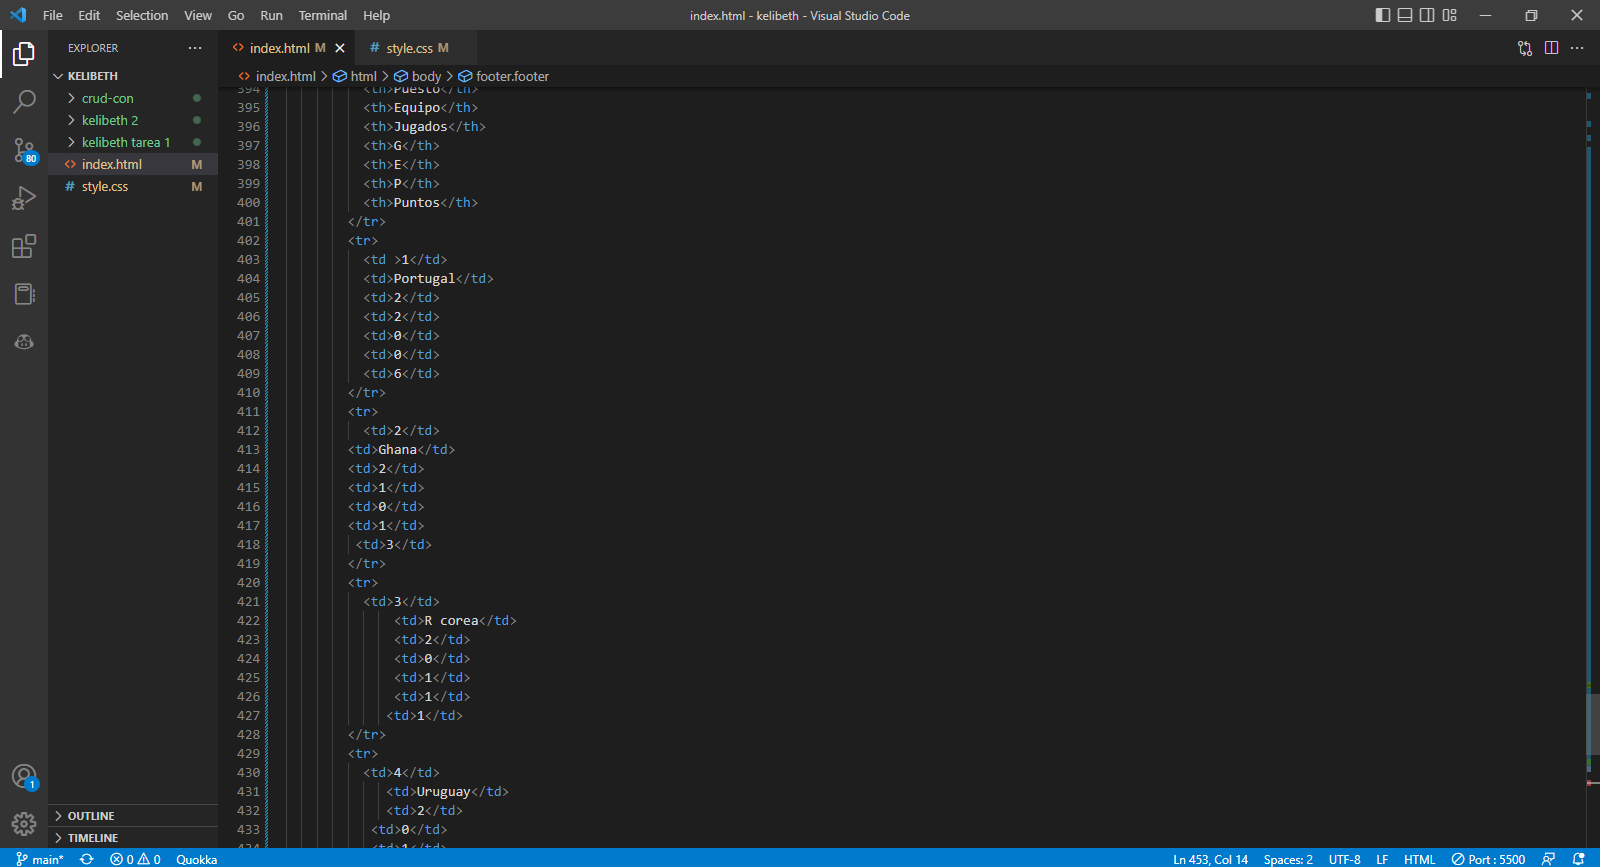 File Edit Selection View Go Run Terminal Help
index.html - kelibeth - Visual Studio Code
EXPLORER ···
index.html M
# style.css M
index.html > html > body > footer.footer
KELIBETH
crud-con
kelibeth 2
kelibeth tarea 1
index.html M
# style.css M
80
1
OUTLINE
TIMELINE
394 <th>Puesto</th>
395 <th>Equipo</th>
396 <th>Jugados</th>
397 <th>G</th>
398 <th>E</th>
399 <th>P</th>
400 <th>Puntos</th>
401 </tr>
402 <tr>
403 <td >1</td>
404 <td>Portugal</td>
405 <td>2</td>
406 <td>2</td>
407 <td>0</td>
408 <td>0</td>
409 <td>6</td>
410 </tr>
411 <tr>
412 <td>2</td>
413 <td>Ghana</td>
414 <td>2</td>
415 <td>1</td>
416 <td>0</td>
417 <td>1</td>
418 <td>3</td>
419 </tr>
420 <tr>
421 <td>3</td>
422 <td>R corea</td>
423 <td>2</td>
424 <td>0</td>
425 <td>1</td>
426 <td>1</td>
427 <td>1</td>
428 </tr>
429 <tr>
430 <td>4</td>
431 <td>Uruguay</td>
432 <td>2</td>
433 <td>0</td>
434 <td>1</td>
main* 0 0 Quokka
Ln 453, Col 14 Spaces: 2 UTF-8 LF HTML Port : 5500